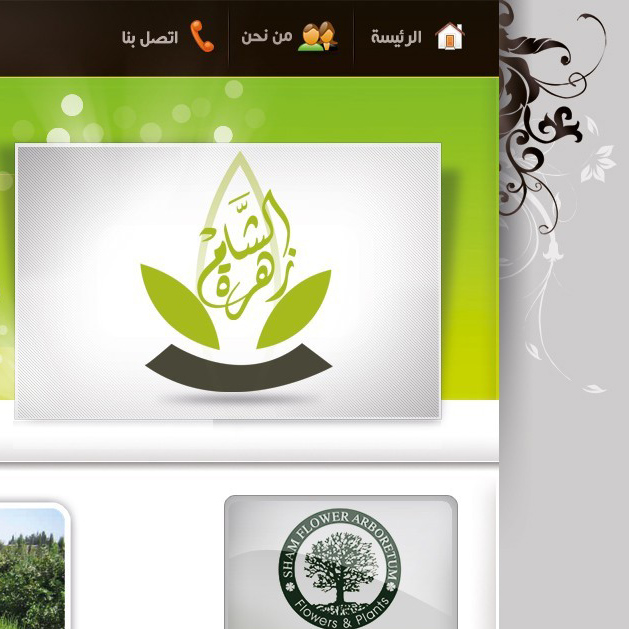 الرئيسة
من نحن
اتصل بنا
زهرة الشام
SHAM FLOWER ARBORETUM
Flowers & Plants